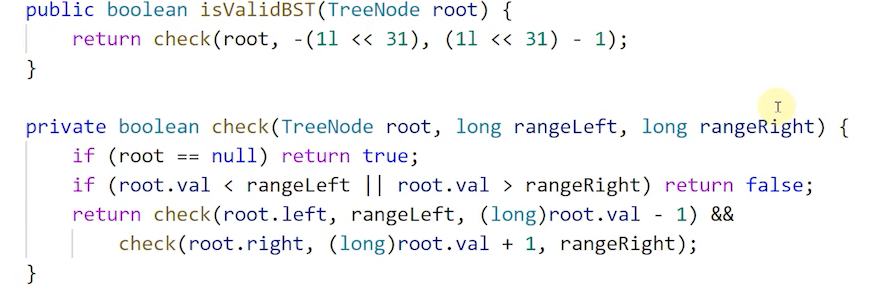 public boolean isValidBST(TreeNode root) {
    return check(root, -(1l << 31), (1l << 31) - 1);
}

private boolean check(TreeNode root, long rangeLeft, long rangeRight) {
    if (root == null) return true;
    if (root.val < rangeLeft || root.val > rangeRight) return false;
    return check(root.left, rangeLeft, (long)root.val - 1) &&
        check(root.right, (long)root.val + 1, rangeRight);
}